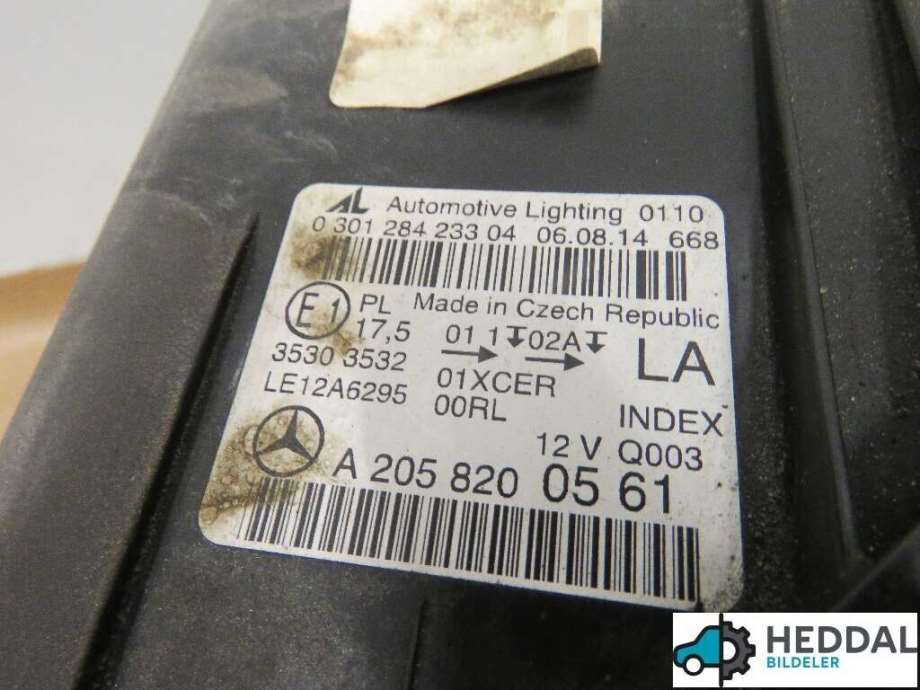 AL Automotive Lighting 0110
0 301 284 233 04 06.08.14 668
E1 PL Made in Czech Republic
17,5 01 1 02A LA
3530 3532 01XCER
LE12A6295 00RL INDEX
12 V Q003
A 205 820 05 61
HEDDAL
BILDELER